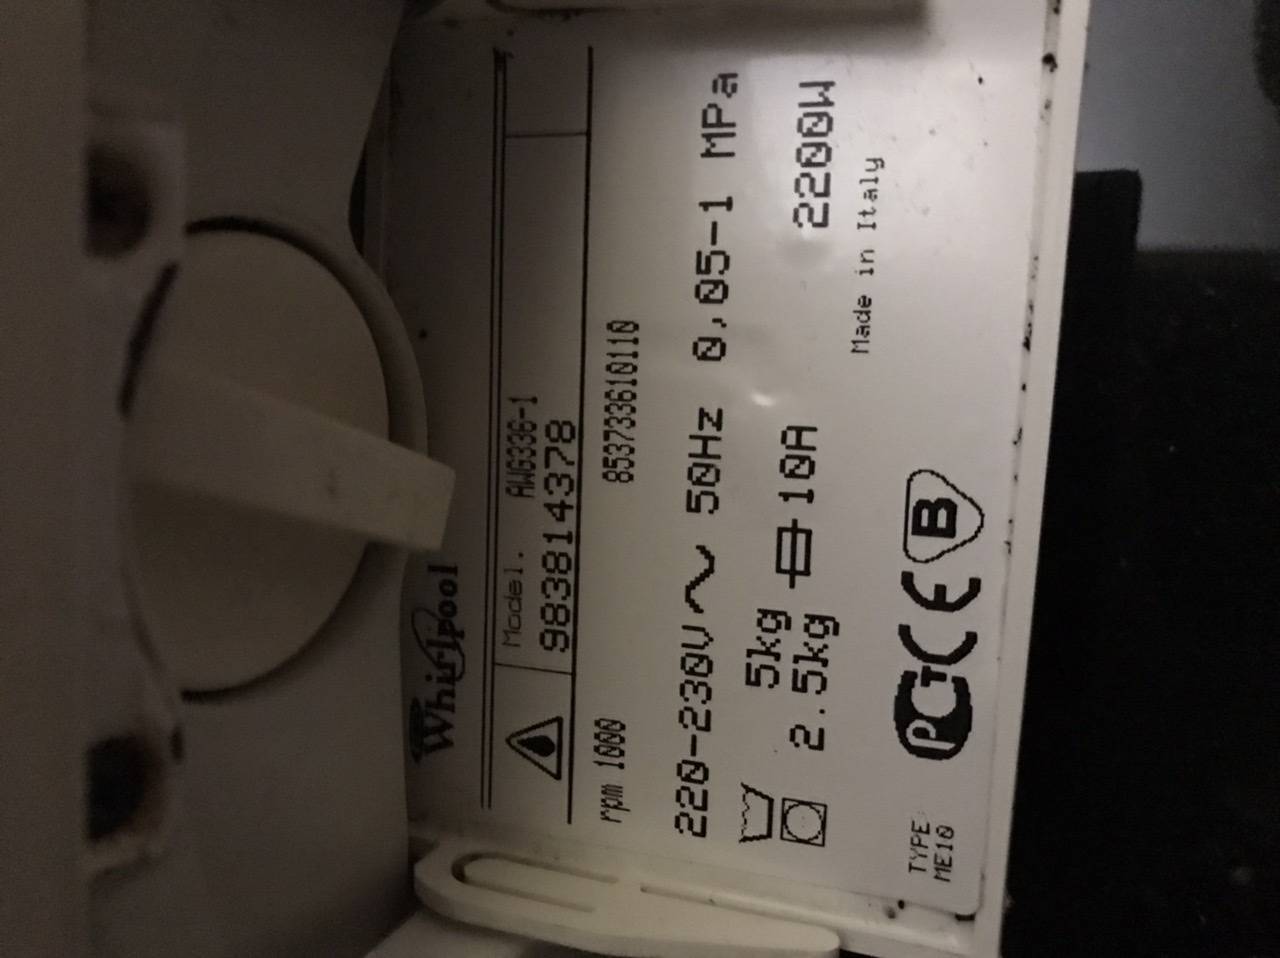 Whirlpool
Model. AWG336-1
983814378
rpm 1000 853733610110
220-230V ~ 50Hz 0,05-1 MPa
5kg 10A 2200W
2.5kg
Made in Italy
PCT CE B
TYPE:
ME10